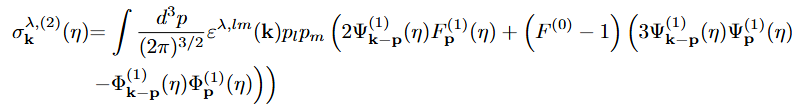 σ_𝐤^{λ,(2)}(η) = ∫ d³p/(2π)^{3/2} ε^{λ,lm}(𝐤)p_l p_m (2Ψ_{𝐤−𝐩}^{(1)}(η)F_𝐩^{(1)}(η) + (F^{(0)} − 1) (3Ψ_{𝐤−𝐩}^{(1)}(η)Ψ_𝐩^{(1)}(η)
−Φ_{𝐤−𝐩}^{(1)}(η)Φ_𝐩^{(1)}(η)))